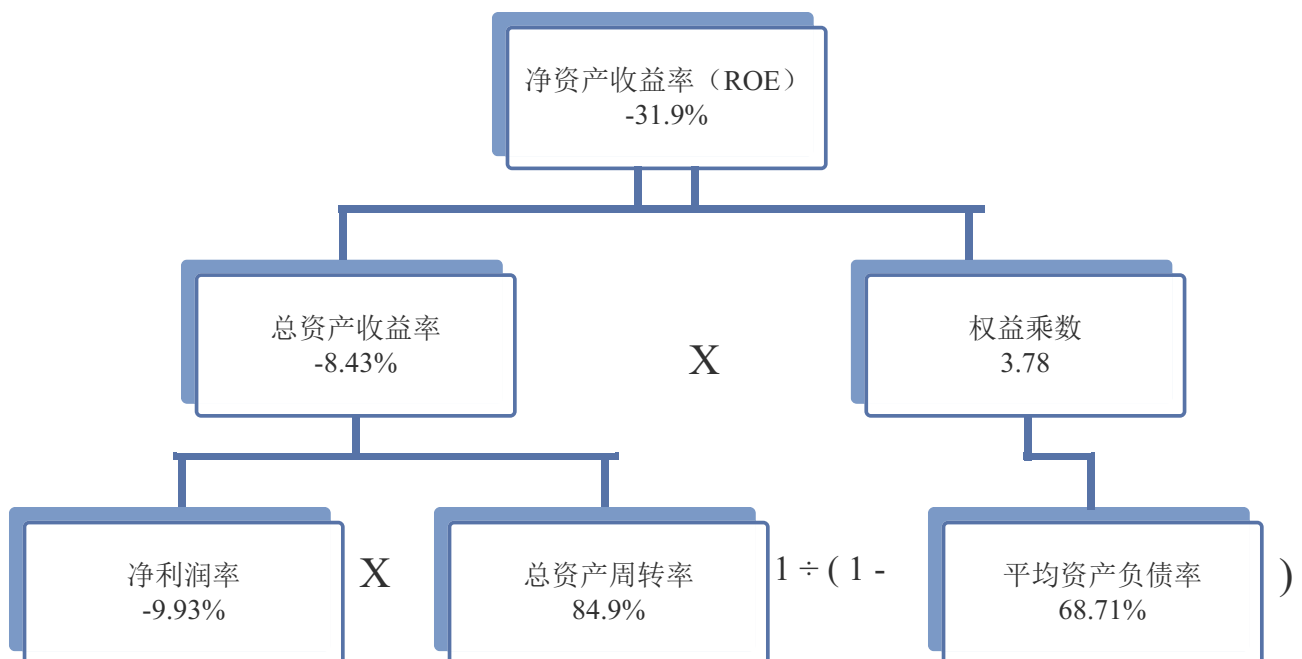 净资产收益率（ROE）
-31.9%
总资产收益率
-8.43%
X
权益乘数
3.78
净利润率
-9.93%
X
总资产周转率
84.9%
1 ÷ ( 1 -
平均资产负债率
68.71%
)